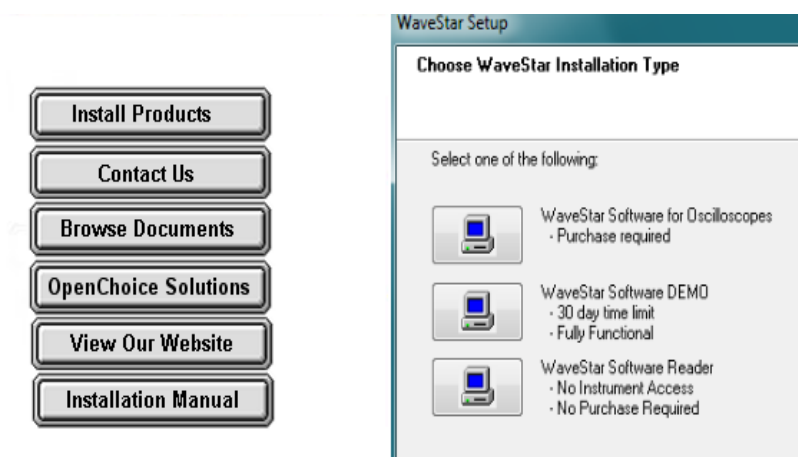 Install Products
Contact Us
Browse Documents
OpenChoice Solutions
View Our Website
Installation Manual
WaveStar Setup
Choose WaveStar Installation Type
Select one of the following:
WaveStar Software for Oscilloscopes
- Purchase required
WaveStar Software DEMO
- 30 day time limit
- Fully Functional
WaveStar Software Reader
- No Instrument Access
- No Purchase Required